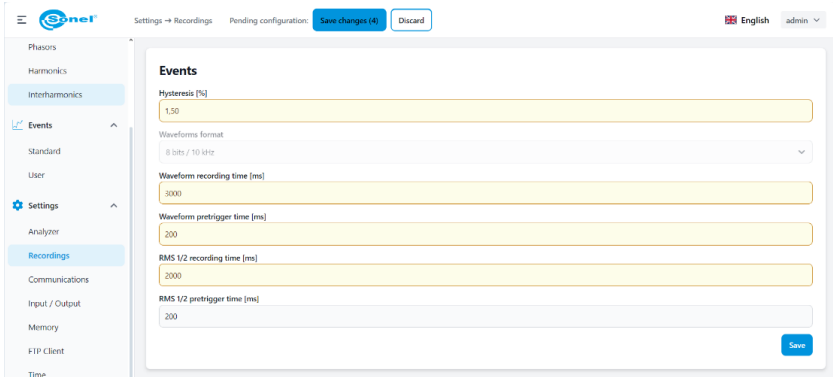 Sonel®
Settings → Recordings Pending configuration: Save changes (4) Discard
English admin
Phasors
Harmonics
Interharmonics
Events
Standard
User
Settings
Analyzer
Recordings
Communications
Input / Output
Memory
FTP Client
Time
Events
Hysteresis [%]
1,50
Waveforms format
8 bits / 10 kHz
Waveform recording time [ms]
3000
Waveform pretrigger time [ms]
200
RMS 1/2 recording time [ms]
2000
RMS 1/2 pretrigger time [ms]
200
Save